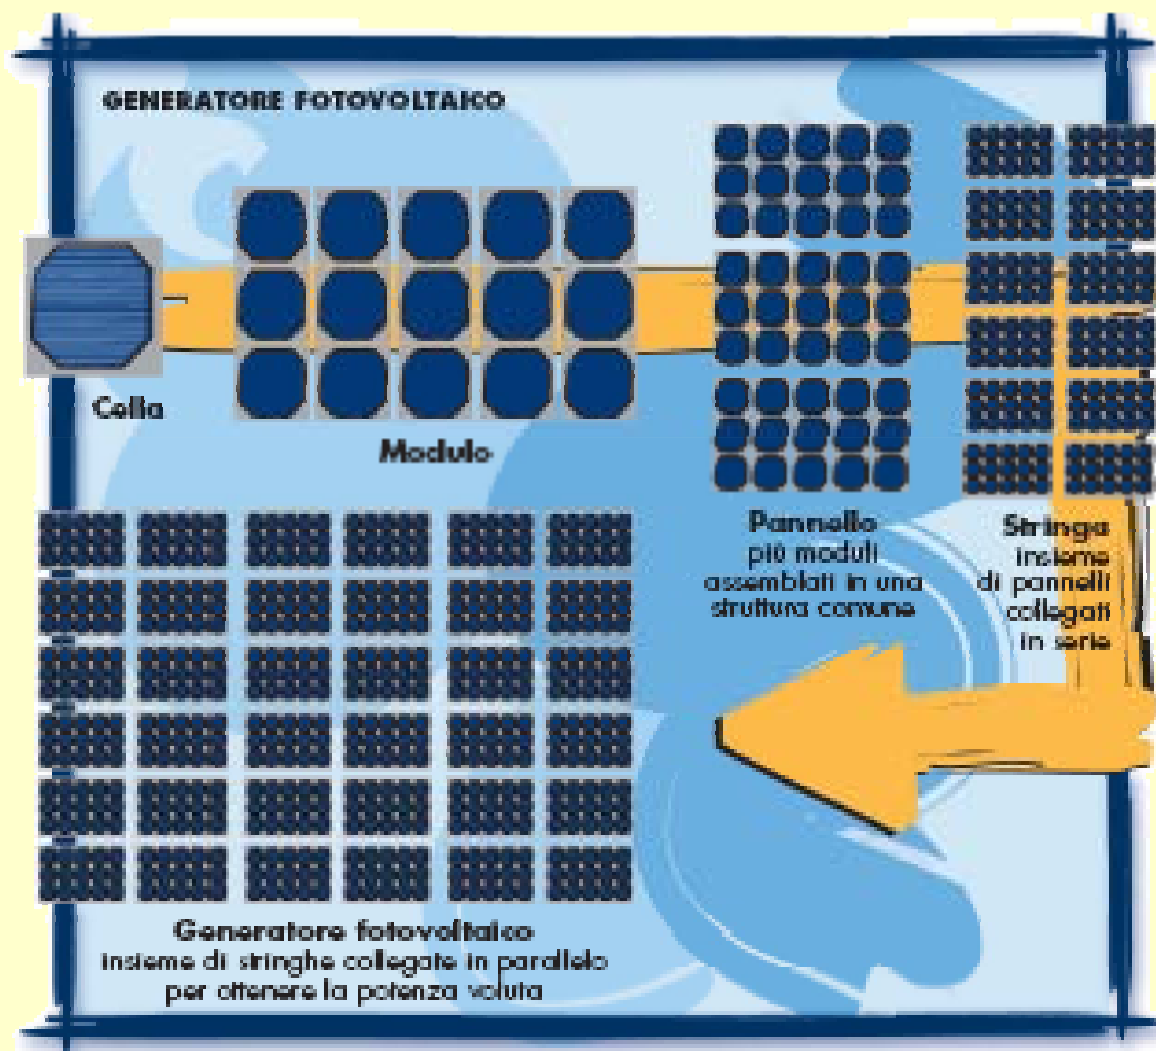 GENERATORE FOTOVOLTAICO
Cella
Modulo
Pannello
più moduli
assemblati in una
struttura comune
Stringa
insieme
di pannelli
collegati
in serie
Generatore fotovoltaico
insieme di stringhe collegate in parallelo
per ottenere la potenza voluta